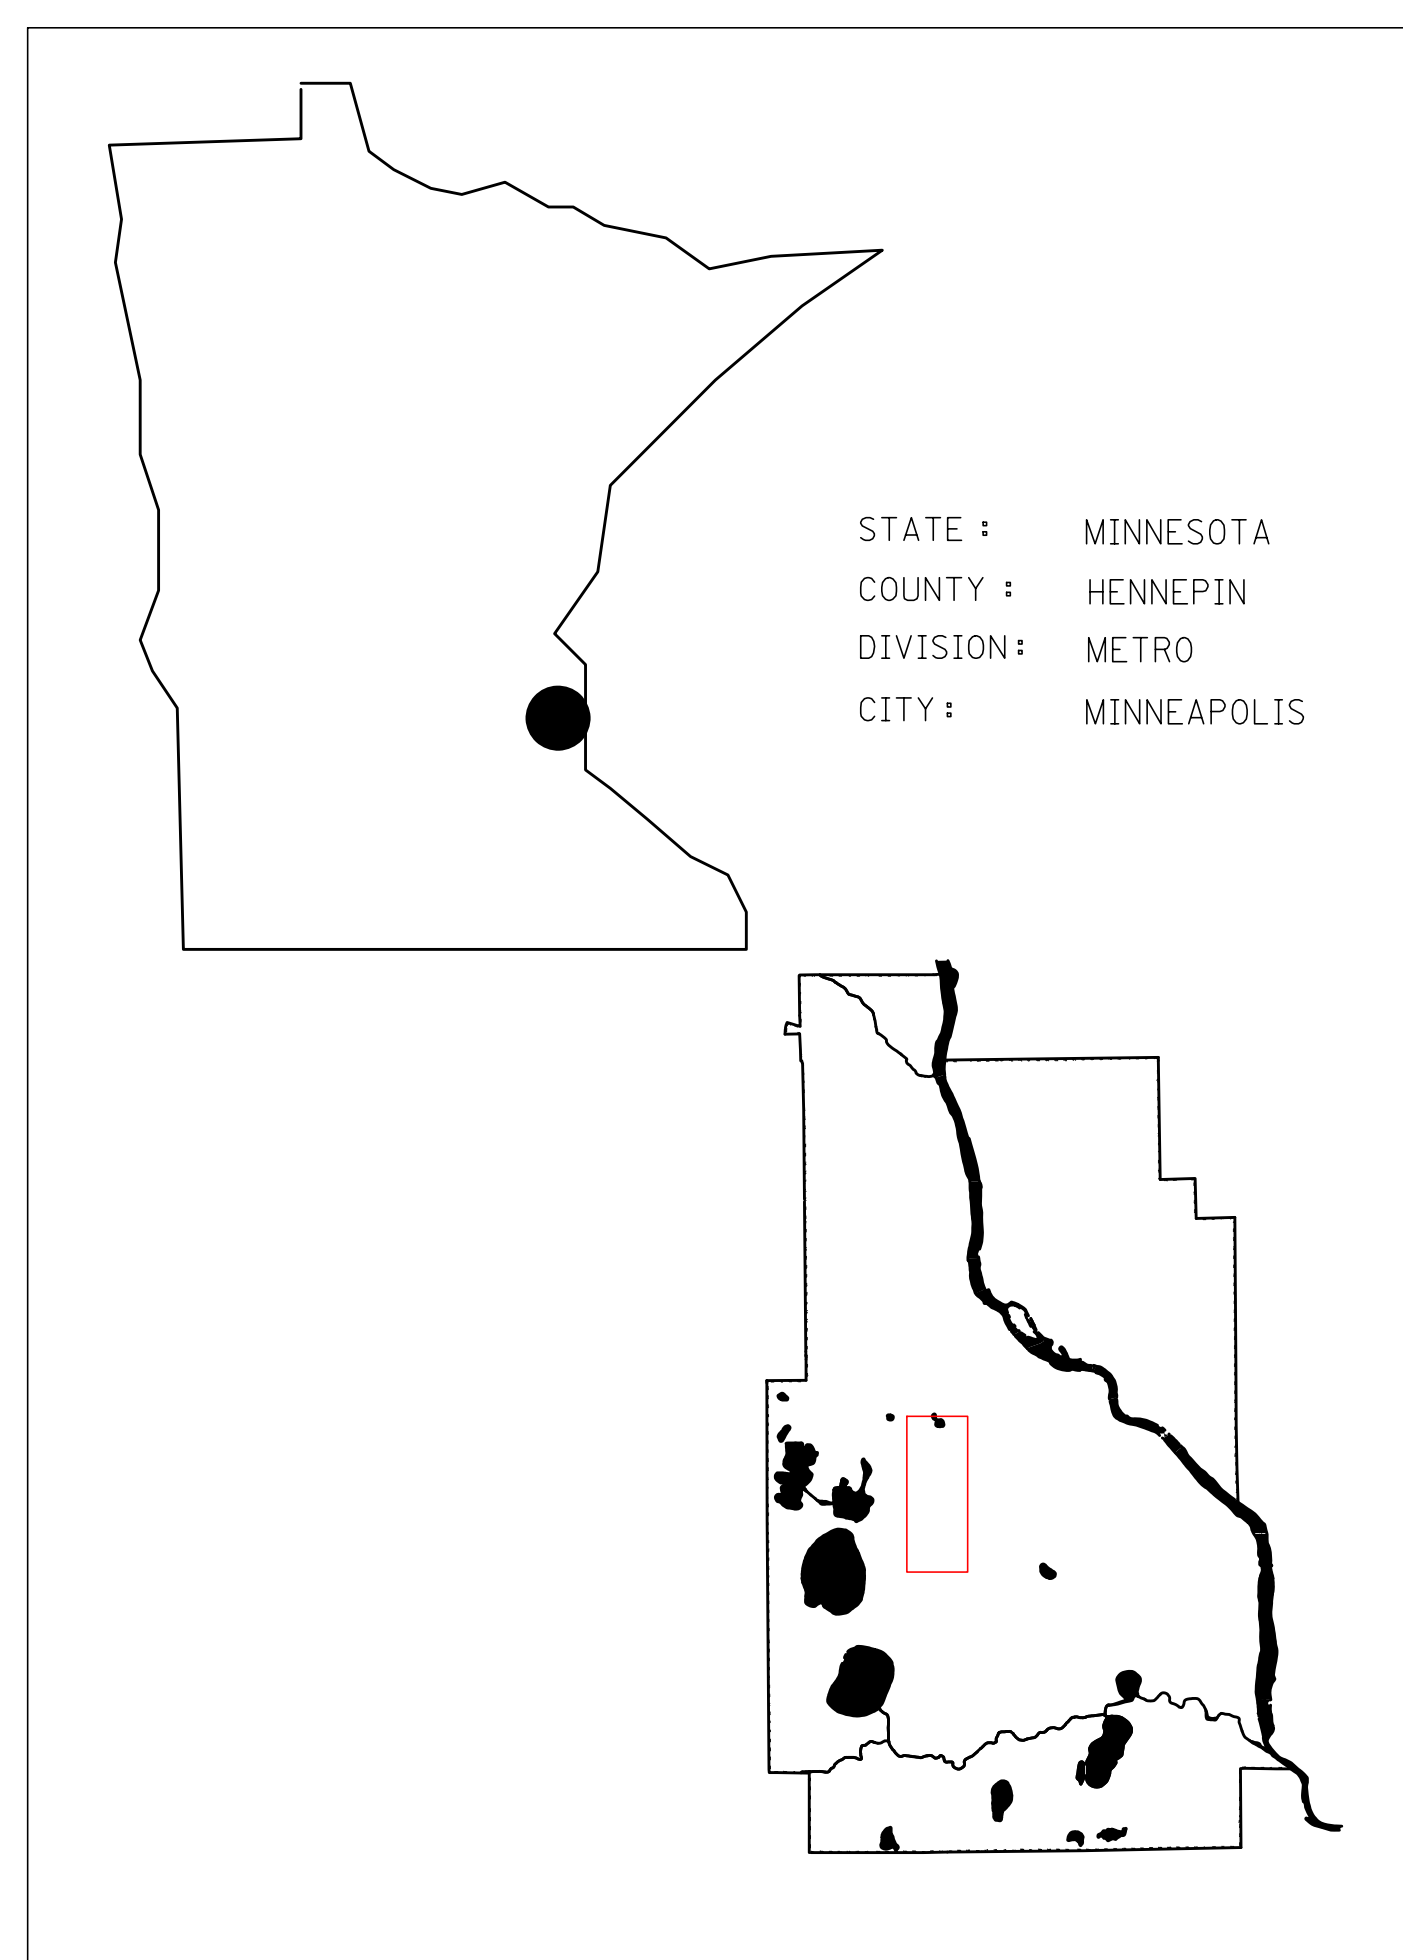 STATE : MINNESOTA
COUNTY : HENNEPIN
DIVISION: METRO
CITY: MINNEAPOLIS